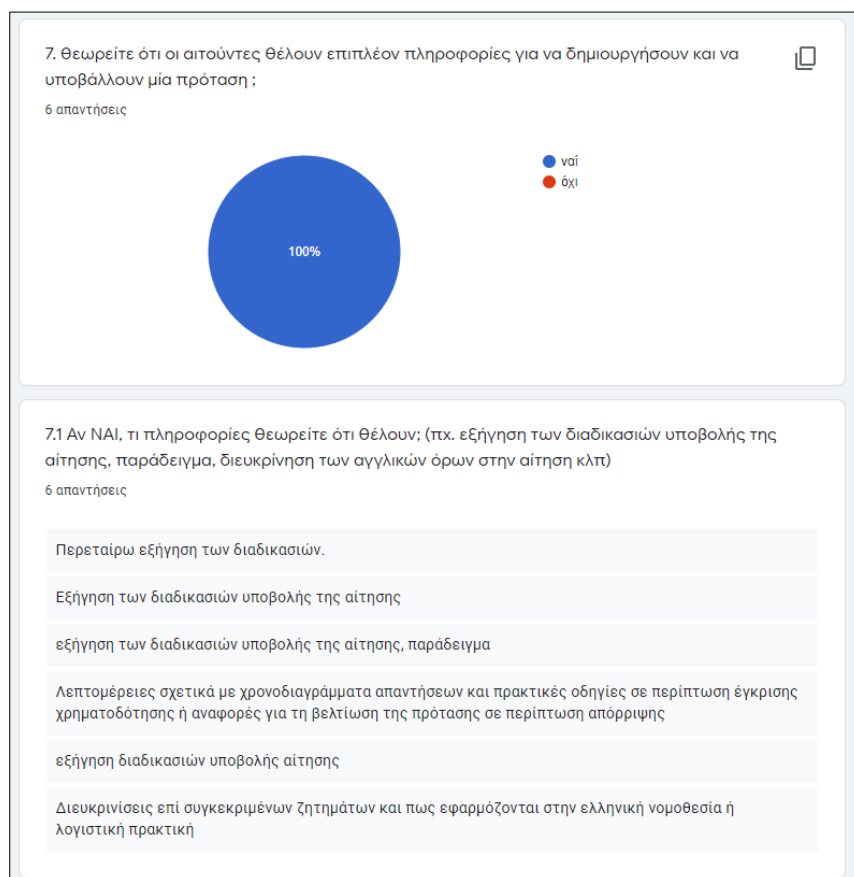 7. Θεωρείτε ότι οι αιτούντες θέλουν επιπλέον πληροφορίες για να δημιουργήσουν και να
υποβάλλουν μία πρόταση ;
6 απαντήσεις
ναί
όχι
100%
7.1 Αν ΝΑΙ, τι πληροφορίες θεωρείτε ότι θέλουν; (πχ. εξήγηση των διαδικασιών υποβολής της
αίτησης, παράδειγμα, διευκρίνηση των αγγλικών όρων στην αίτηση κλπ)
6 απαντήσεις
Περεταίρω εξήγηση των διαδικασιών.
Εξήγηση των διαδικασιών υποβολής της αίτησης
εξήγηση των διαδικασιών υποβολής της αίτησης, παράδειγμα
Λεπτομέρειες σχετικά με χρονοδιαγράμματα απαντήσεων και πρακτικές οδηγίες σε περίπτωση έγκρισης
χρηματοδότησης ή αναφορές για τη βελτίωση της πρότασης σε περίπτωση απόρριψης
εξήγηση διαδικασιών υποβολής αίτησης
Διευκρινίσεις επί συγκεκριμένων ζητημάτων και πως εφαρμόζονται στην ελληνική νομοθεσία ή
λογιστική πρακτική